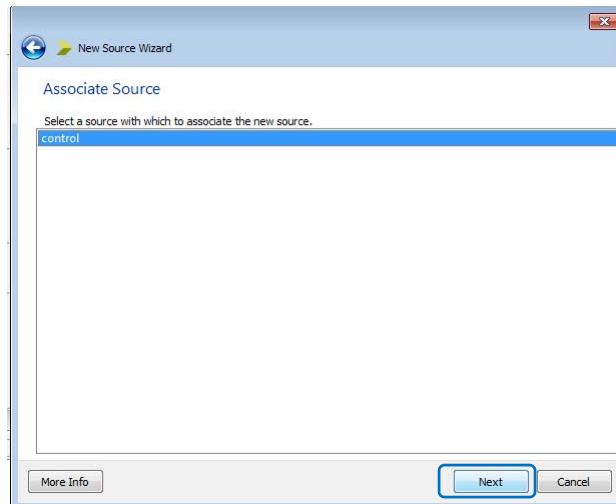 New Source Wizard
Associate Source
Select a source with which to associate the new source.
control
More Info
Next
Cancel